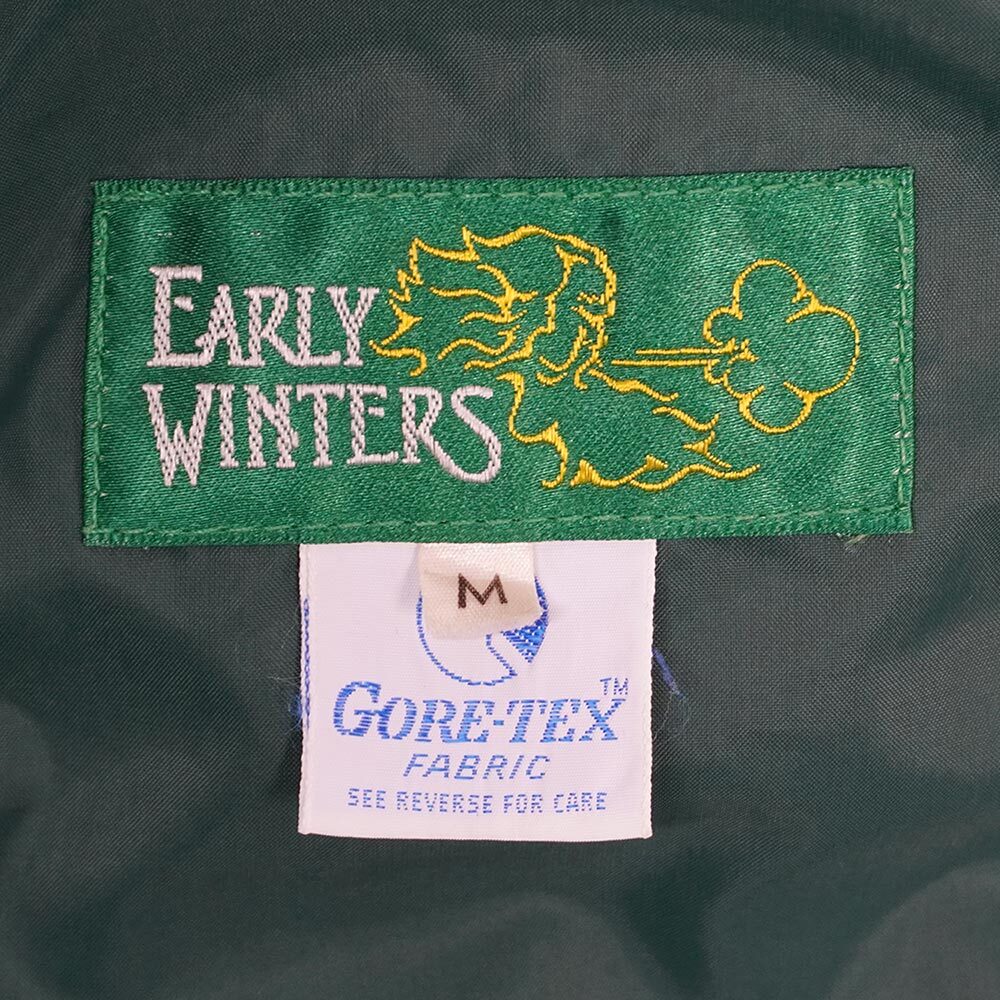 EARLY
WINTERS
M
GORE-TEX™
FABRIC
SEE REVERSE FOR CARE